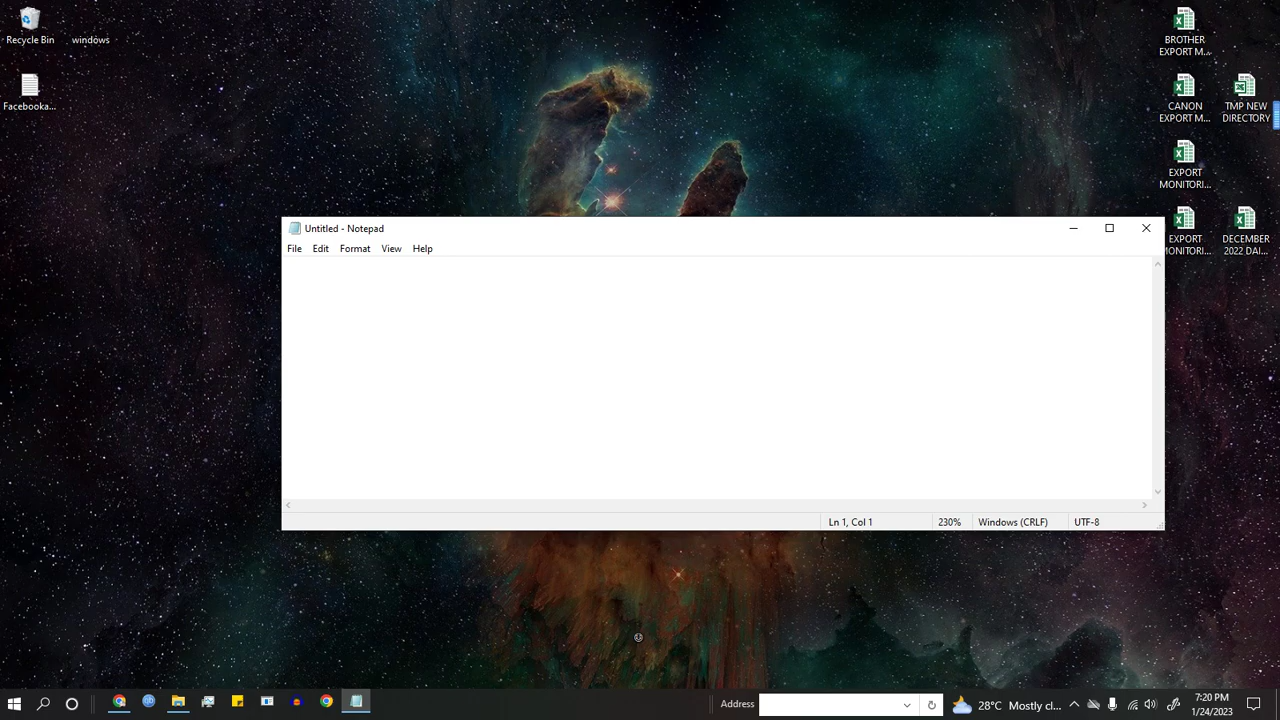 Recycle Bin
windows
Facebooka...
BROTHER
EXPORT M...
CANON
EXPORT M...
TMP NEW
DIRECTORY
EXPORT
MONITORI...
EXPORT
MONITORI...
DECEMBER
2022 DAI...
Untitled - Notepad
File Edit Format View Help
Ln 1, Col 1 230% Windows (CRLF) UTF-8
Address
28°C Mostly cl...
7:20 PM
1/24/2023